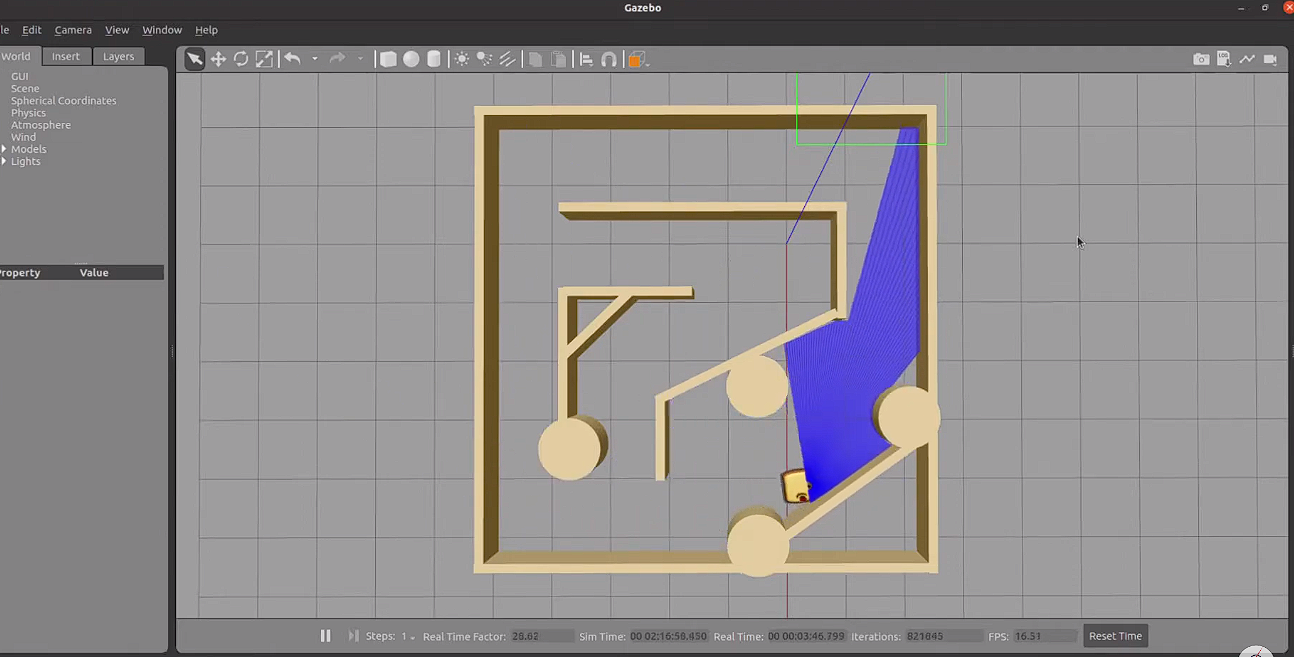 Gazebo
le Edit Camera View Window Help
World Insert Layers
GUI
Scene
Spherical Coordinates
Physics
Atmosphere
Wind
Models
Lights
Property Value
Steps: 1 Real Time Factor: 28.62 Sim Time: 00 02:16:58.450 Real Time: 00 00:03:46.799 Iterations: 821845 FPS: 16.51 Reset Time